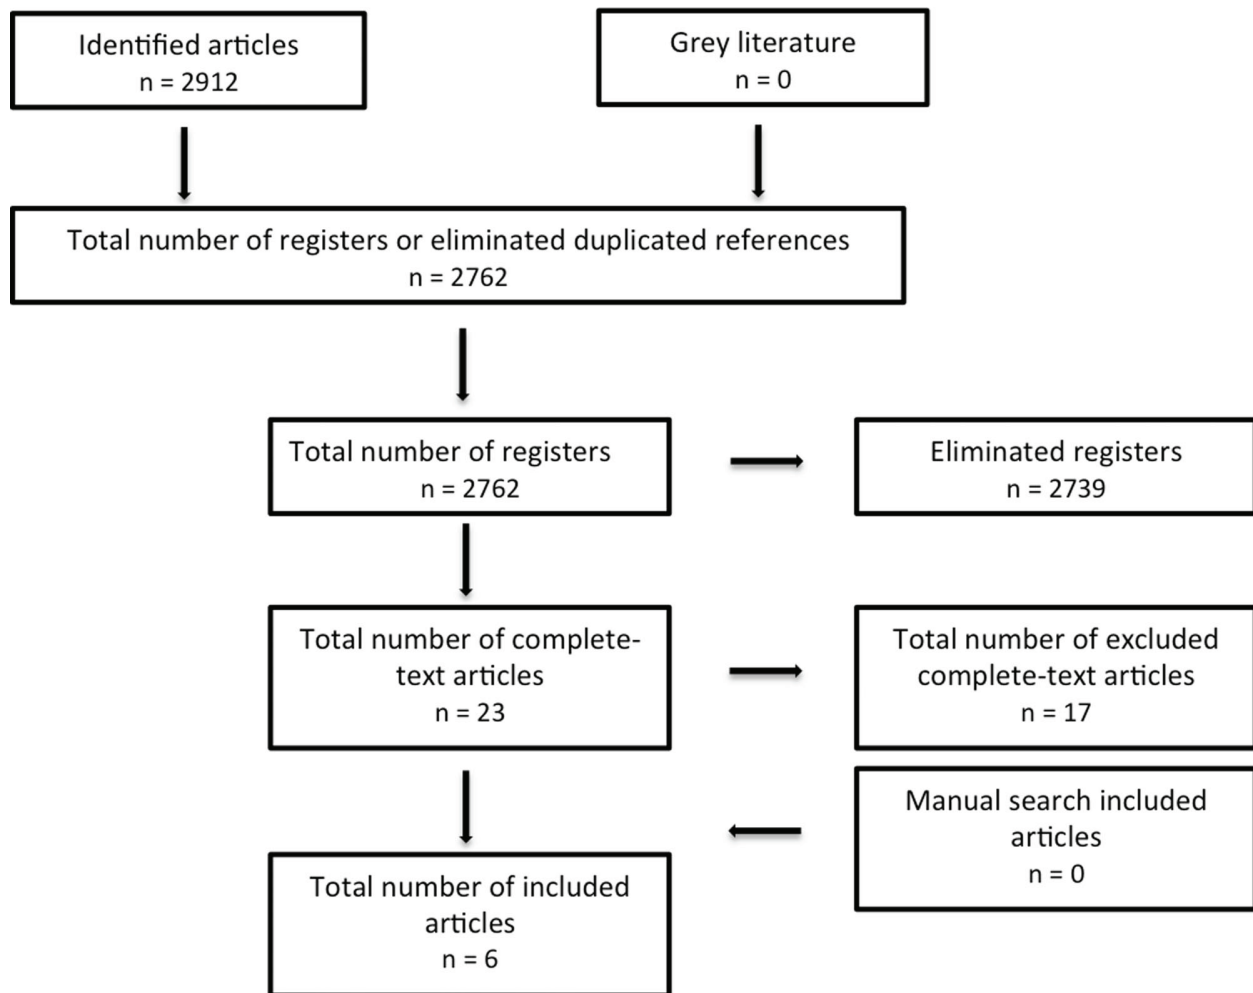 Identified articles
n = 2912
Grey literature
n = 0
Total number of registers or eliminated duplicated references
n = 2762
Total number of registers
n = 2762
Eliminated registers
n = 2739
Total number of complete-
text articles
n = 23
Total number of excluded
complete-text articles
n = 17
Manual search included
articles
n = 0
Total number of included
articles
n = 6